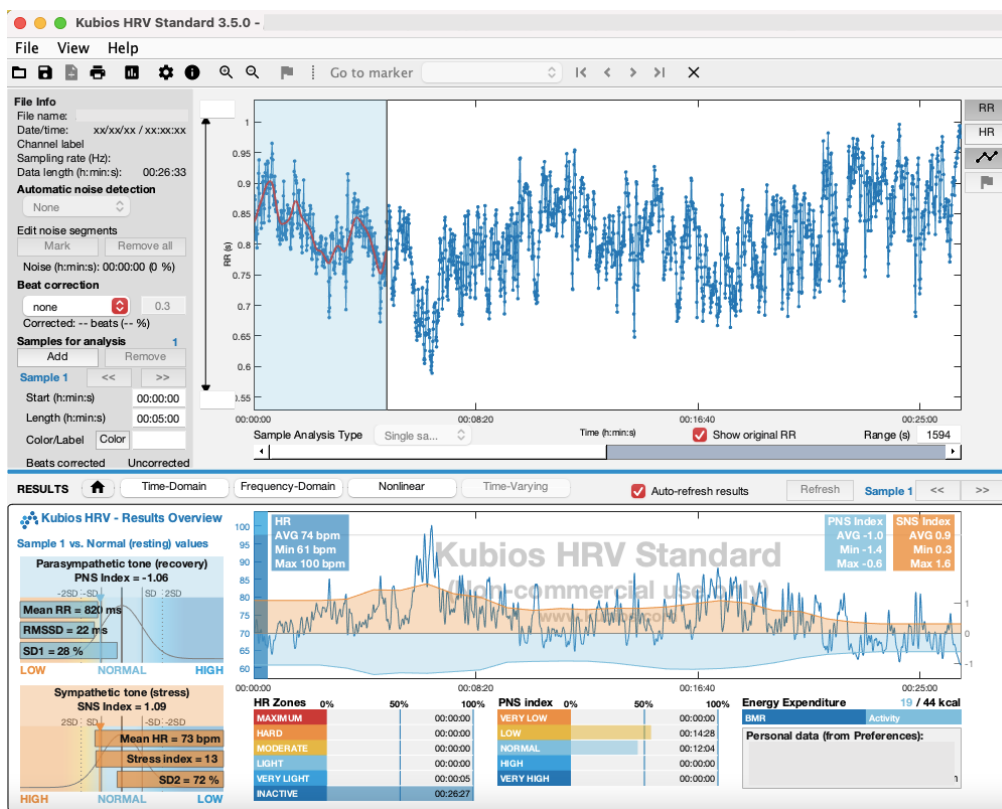 Kubios HRV Standard 3.5.0 -
File View Help
Go to marker
File Info
File name:
Date/time: xx/xx/xx / xx:xx:xx
Channel label
Sampling rate (Hz):
Data length (h:min:s): 00:26:33
Automatic noise detection
None
Edit noise segments
Mark Remove all
Noise (h:min:s): 00:00:00 (0 %)
Beat correction
none 0.3
Corrected: -- beats (-- %)
Samples for analysis 1
Add Remove
Sample 1 << >>
Start (h:min:s) 00:00:00
Length (h:min:s) 00:05:00
Color/Label Color
Beats corrected Uncorrected
1
0.95
0.9
0.85
0.8
0.75
0.7
0.65
0.6
0.55
RR (s)
00:00:00 00:08:20 00:16:40 00:25:00
Sample Analysis Type Single sa... Time (h:min:s) Show original RR Range (s) 1594
RR
HR
RESULTS Time-Domain Frequency-Domain Nonlinear Time-Varying Auto-refresh results Refresh Sample 1 << >>
Kubios HRV - Results Overview
Sample 1 vs. Normal (resting) values
Parasympathetic tone (recovery)
PNS Index = -1.06
-2SD -SD SD 2SD
Mean RR = 820 ms
RMSSD = 22 ms
SD1 = 28 %
LOW NORMAL HIGH
Sympathetic tone (stress)
SNS Index = 1.09
2SD SD -SD -2SD
Mean HR = 73 bpm
Stress index = 13
SD2 = 72 %
HIGH NORMAL LOW
100
95
90
85
80
75
70
65
60
HR
AVG 74 bpm
Min 61 bpm
Max 100 bpm
Kubios HRV Standard
(Non-commercial use only)
PNS Index
AVG -1.0
Min -1.4
Max -0.6
SNS Index
AVG 0.9
Min 0.3
Max 1.6
1
0
-1
00:00:00 00:08:20 00:16:40 00:25:00
HR Zones 0% 50% 100%
MAXIMUM 00:00:00
HARD 00:00:00
MODERATE 00:00:00
LIGHT 00:00:00
VERY LIGHT 00:00:05
INACTIVE 00:26:27
PNS index 0% 50% 100%
VERY LOW 00:00:00
LOW 00:14:28
NORMAL 00:12:04
HIGH 00:00:00
VERY HIGH 00:00:00
Energy Expenditure 19 / 44 kcal
BMR Activity
Personal data (from Preferences):